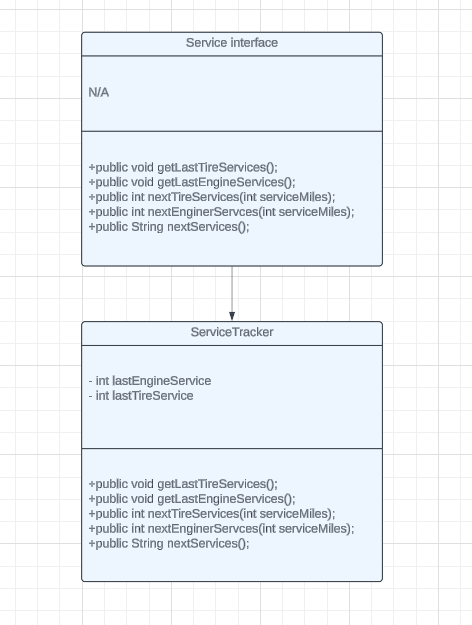 Service interface
N/A
+public void getLastTireServices();
+public void getLastEngineServices();
+public int nextTireServices(int serviceMiles);
+public int nextEnginerServces(int serviceMiles);
+public String nextServices();
ServiceTracker
- int lastEngineService
- int lastTireService
+public void getLastTireServices();
+public void getLastEngineServices();
+public int nextTireServices(int serviceMiles);
+public int nextEnginerServces(int serviceMiles);
+public String nextServices();